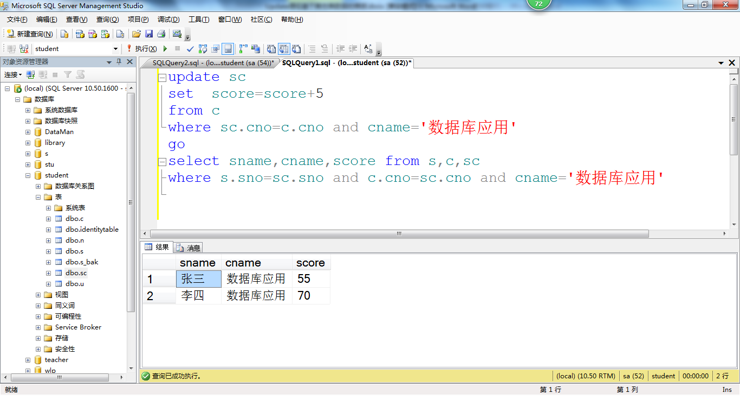 Microsoft SQL Server Management Studio
72
文件(F) 编辑(E) 查看(V) 查询(Q) 项目(P) 调试(D) 工具(T) 窗口(W) 社区(C) 帮助(H)
新建查询(N)
student 执行(X)
对象资源管理器
SQLQuery2.sql - (lo....student (sa (54))* SQLQuery1.sql - (lo....student (sa (52))*
连接
(local) (SQL Server 10.50.1600 -
数据库
系统数据库
数据库快照
DataMan
library
s
stu
student
数据库关系图
表
系统表
dbo.c
dbo.identitytable
dbo.n
dbo.s
dbo.s_bak
dbo.sc
dbo.u
视图
同义词
可编程性
Service Broker
存储
安全性
teacher
wlp
update sc
set score=score+5
from c
where sc.cno=c.cno and cname='数据库应用'
go
select sname,cname,score from s,c,sc
where s.sno=sc.sno and c.cno=sc.cno and cname='数据库应用'
结果 消息
sname cname score
1 张三 数据库应用 55
2 李四 数据库应用 70
查询已成功执行。 (local) (10.50 RTM) sa (52) student 00:00:00 2 行
就绪 第 1 行 第 1 列 Ins